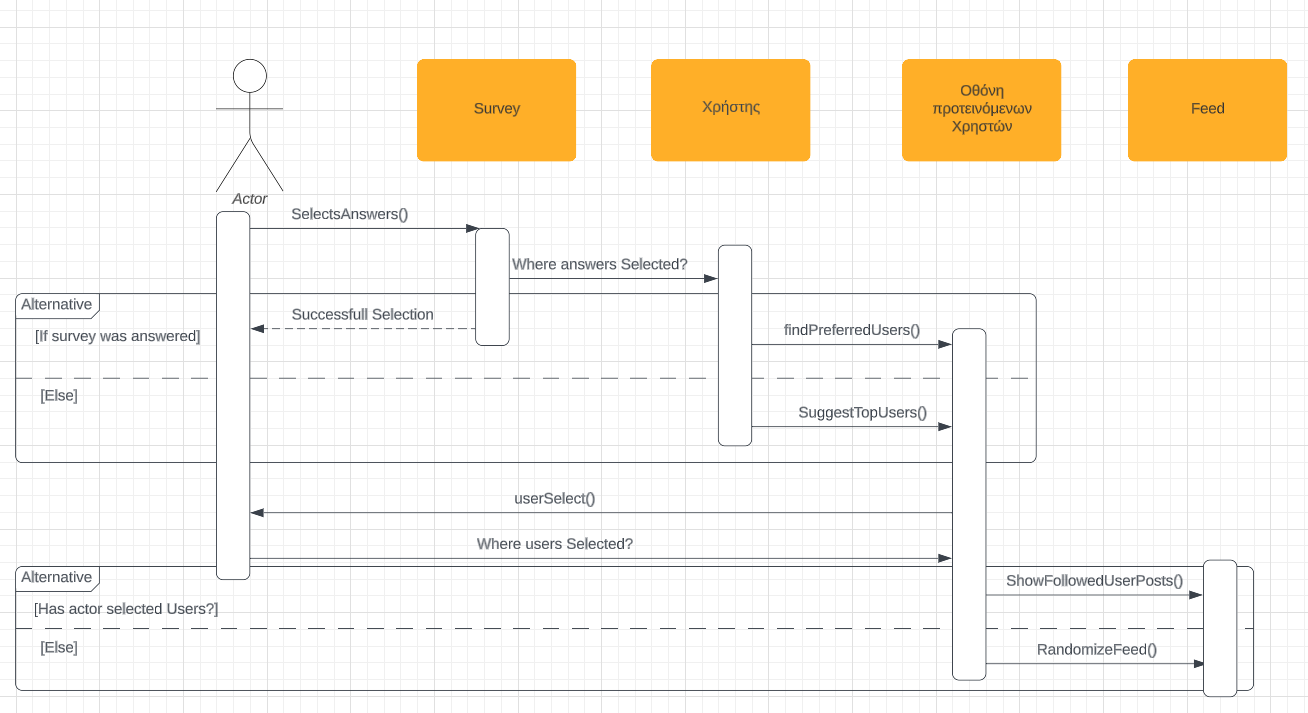 Survey
Χρήστης
Οθόνη
προτεινόμενων
Χρηστών
Feed
Actor
SelectsAnswers()
Where answers Selected?
Alternative
Successfull Selection
[If survey was answered]
findPreferredUsers()
[Else]
SuggestTopUsers()
userSelect()
Where users Selected?
Alternative
ShowFollowedUserPosts()
[Has actor selected Users?]
[Else]
RandomizeFeed()